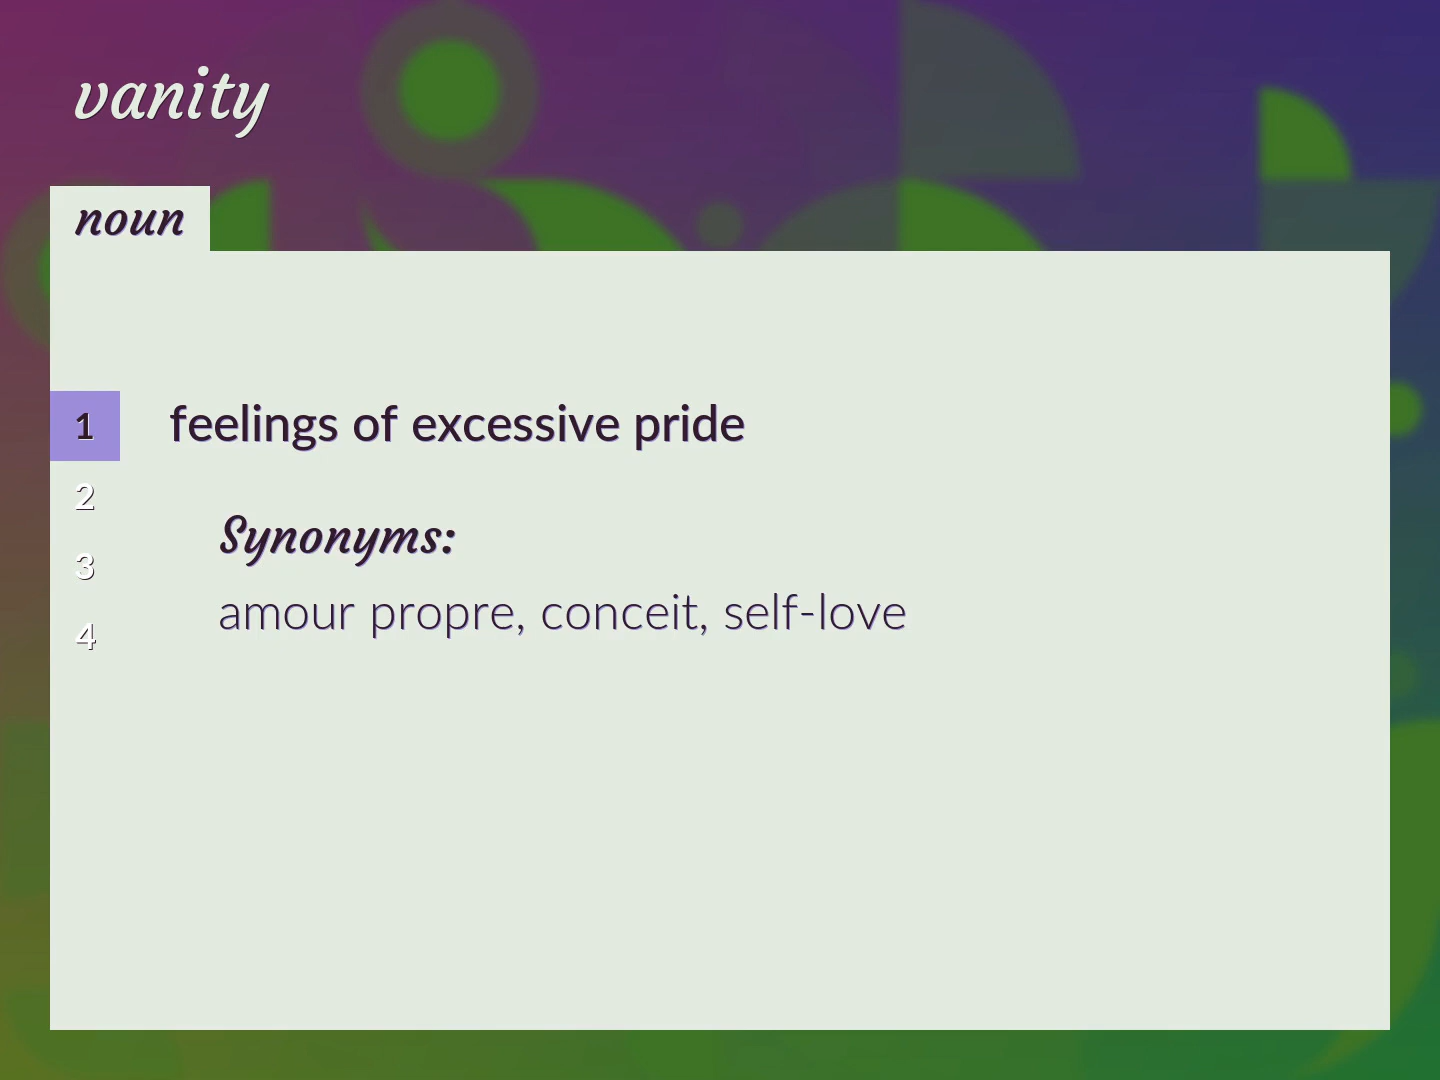 vanity
noun
1
feelings of excessive pride
2
Synonyms:
3
amour propre, conceit, self-love
4